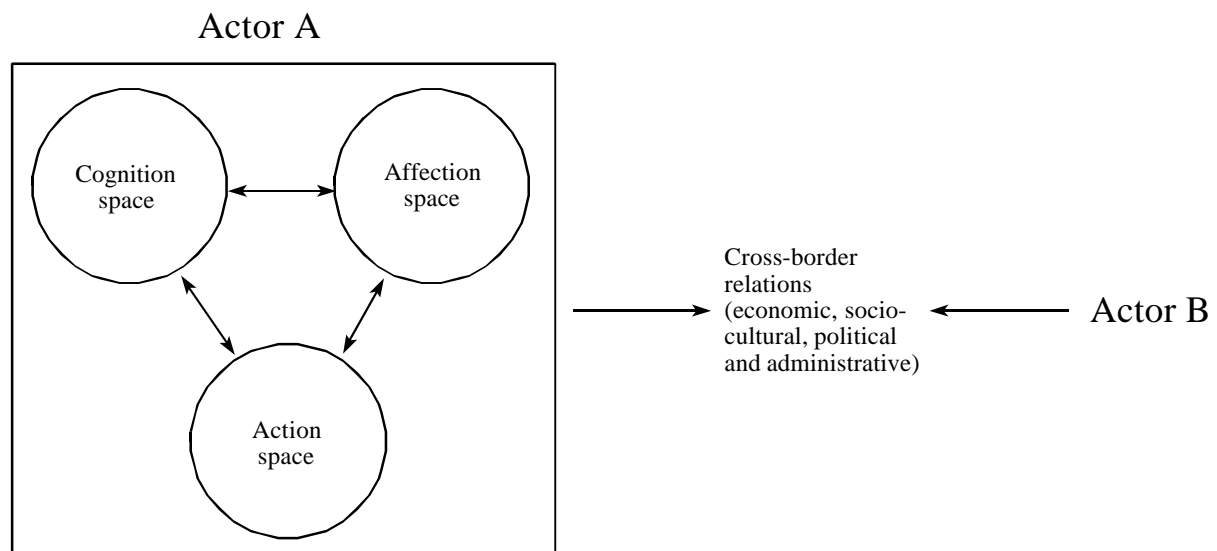 Actor A
Cognition
space
Affection
space
Action
space
Cross-border
relations
(economic, socio-
cultural, political
and administrative)
Actor B